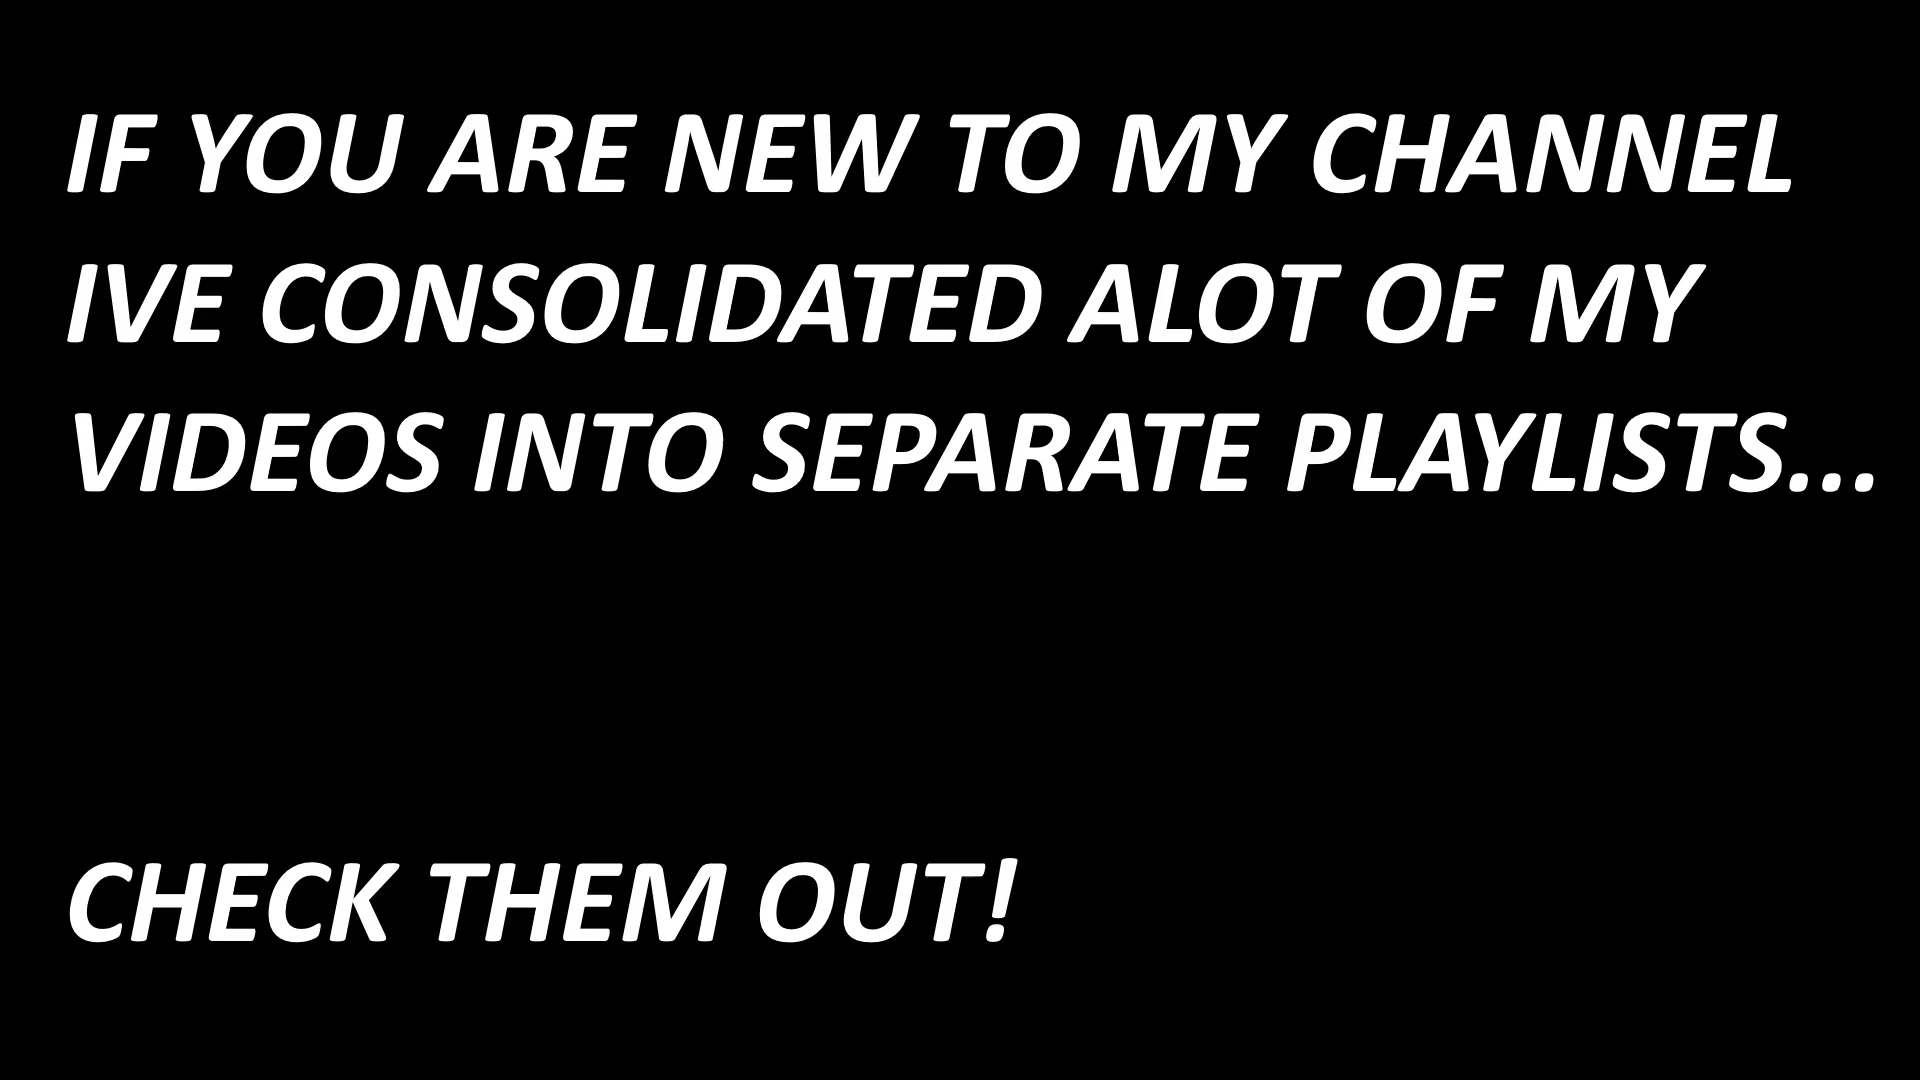 IF YOU ARE NEW TO MY CHANNEL
IVE CONSOLIDATED ALOT OF MY
VIDEOS INTO SEPARATE PLAYLISTS...
CHECK THEM OUT!